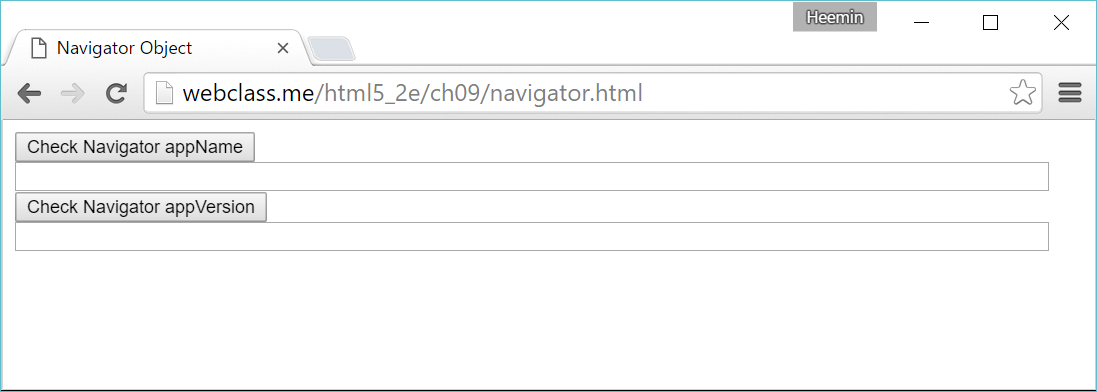 Heemin
Navigator Object
webclass.me/html5_2e/ch09/navigator.html
Check Navigator appName
Check Navigator appVersion